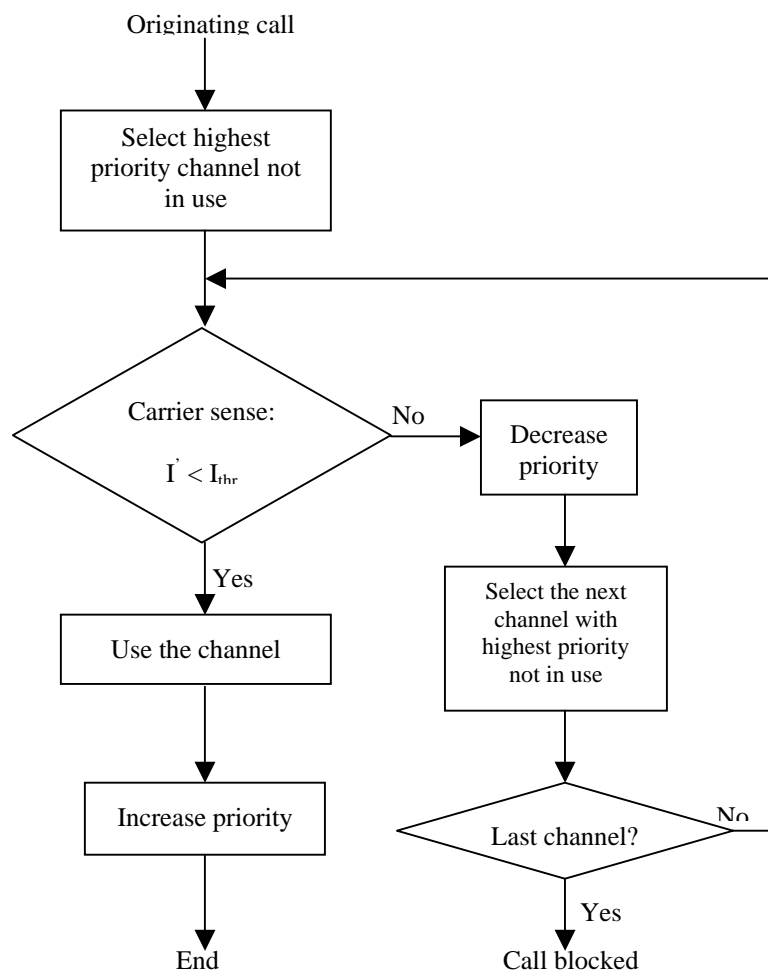 Originating call
Select highest
priority channel not
in use
Carrier sense:
I' < Ithr
No
Decrease
priority
Yes
Select the next
channel with
highest priority
not in use
Use the channel
Increase priority
Last channel?
No
Yes
End
Call blocked